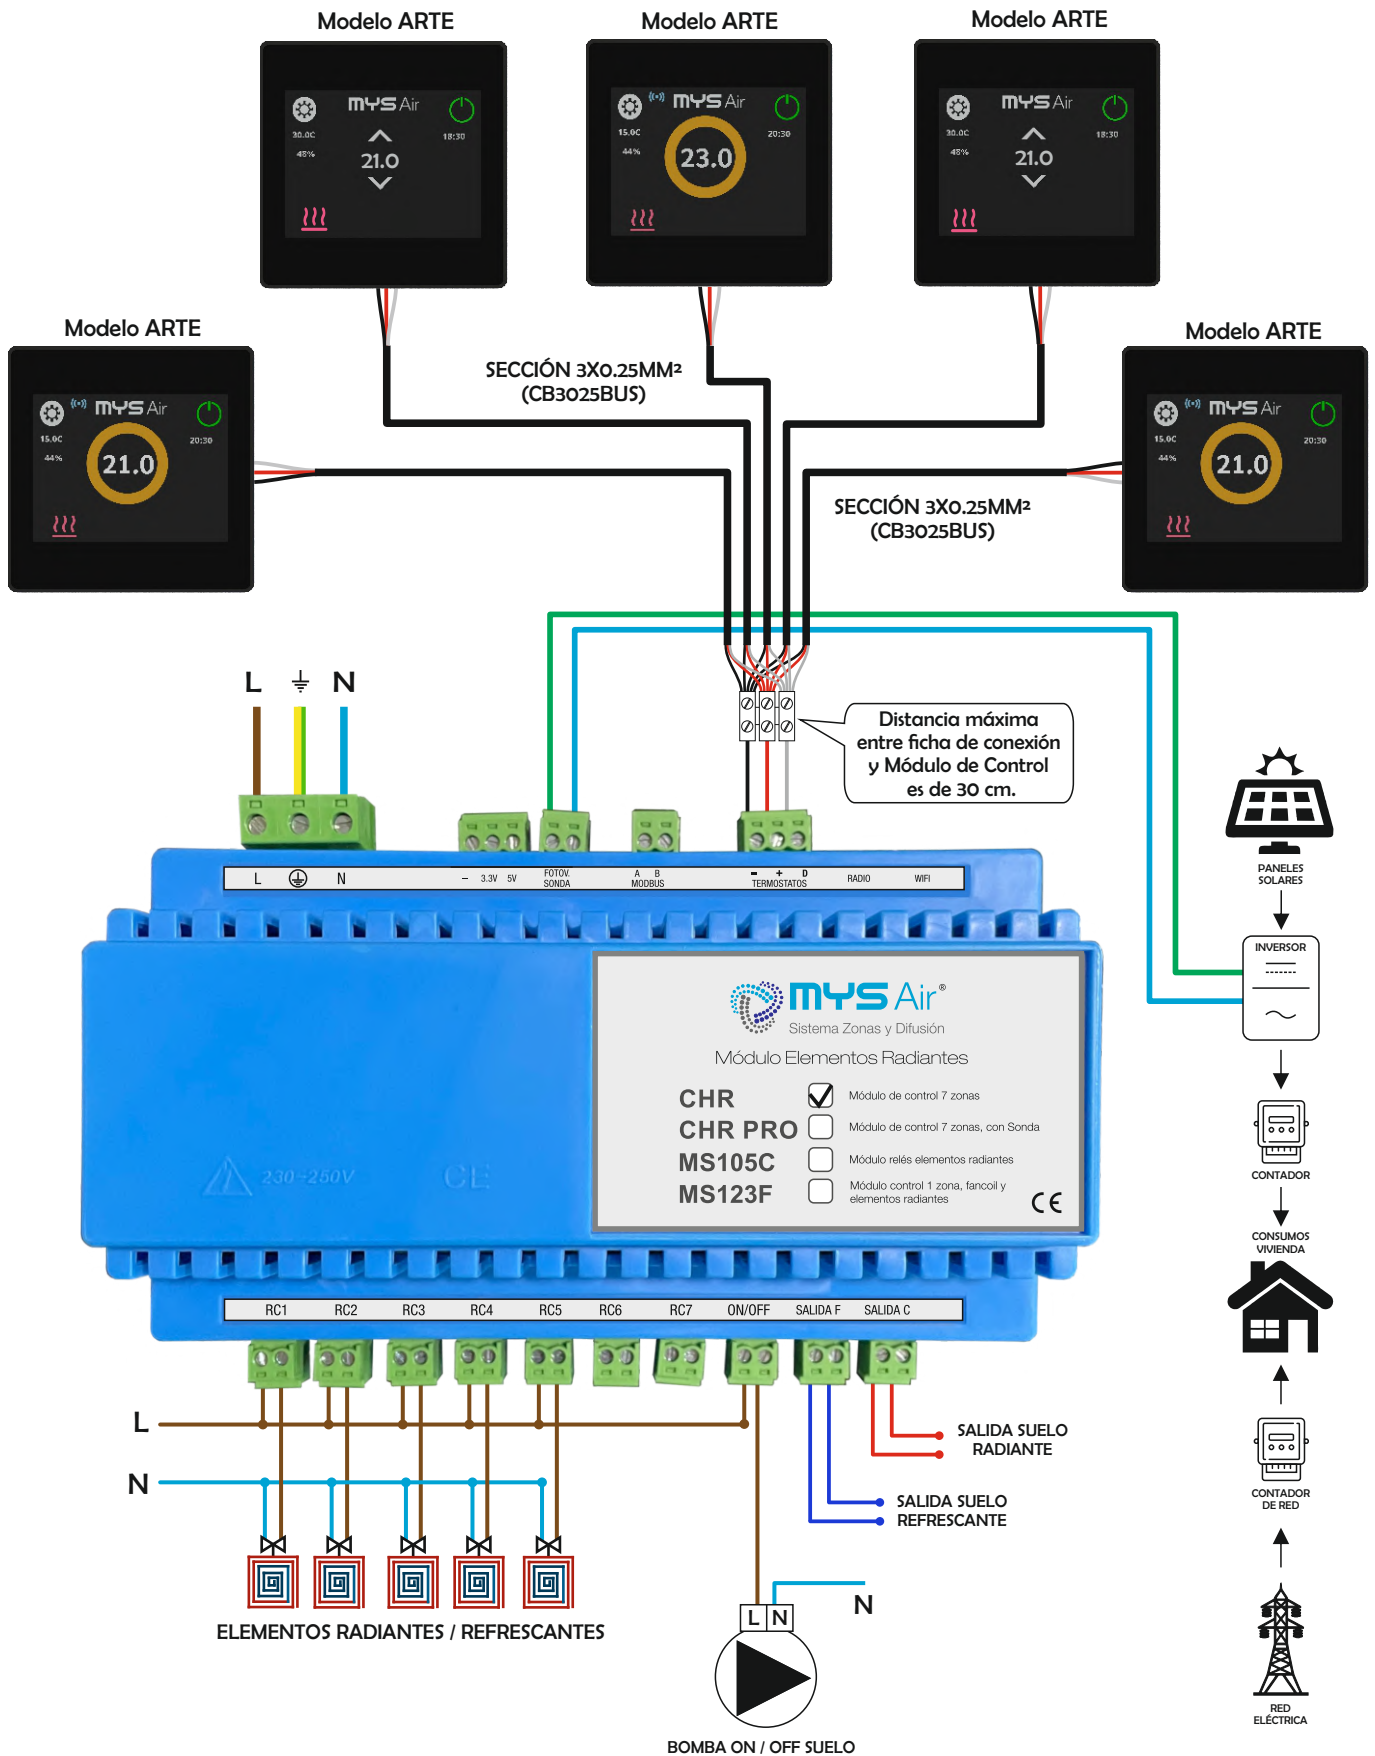 Modelo ARTE
Modelo ARTE
Modelo ARTE
MYS Air
30.0C
18:30
48%
21.0
MYS Air
15.0C
20:30
44%
23.0
MYS Air
30.0C
18:30
48%
21.0
Modelo ARTE
Modelo ARTE
SECCIÓN 3X0.25MM²
(CB3025BUS)
MYS Air
15.0C
20:30
44%
21.0
MYS Air
15.0C
20:30
44%
21.0
SECCIÓN 3X0.25MM²
(CB3025BUS)
L
N
Distancia máxima
entre ficha de conexión
y Módulo de Control
es de 30 cm.
L
N
– 3.3V 5V
FOTOV.
SONDA
A B
MODBUS
- + D
TERMOSTATOS
RADIO
WIFI
PANELES
SOLARES
INVERSOR
MYS Air®
Sistema Zonas y Difusión
Módulo Elementos Radiantes
CHR Módulo de control 7 zonas
CHR PRO Módulo de control 7 zonas, con Sonda
MS105C Módulo relés elementos radiantes
MS123F Módulo control 1 zona, fancoil y
elementos radiantes
CE
230~250V
CE
CONTADOR
CONSUMOS
VIVIENDA
RC1 RC2 RC3 RC4 RC5 RC6 RC7 ON/OFF SALIDA F SALIDA C
L
N
SALIDA SUELO
RADIANTE
SALIDA SUELO
REFRESCANTE
CONTADOR
DE RED
ELEMENTOS RADIANTES / REFRESCANTES
L N
N
BOMBA ON / OFF SUELO
RED
ELÉCTRICA